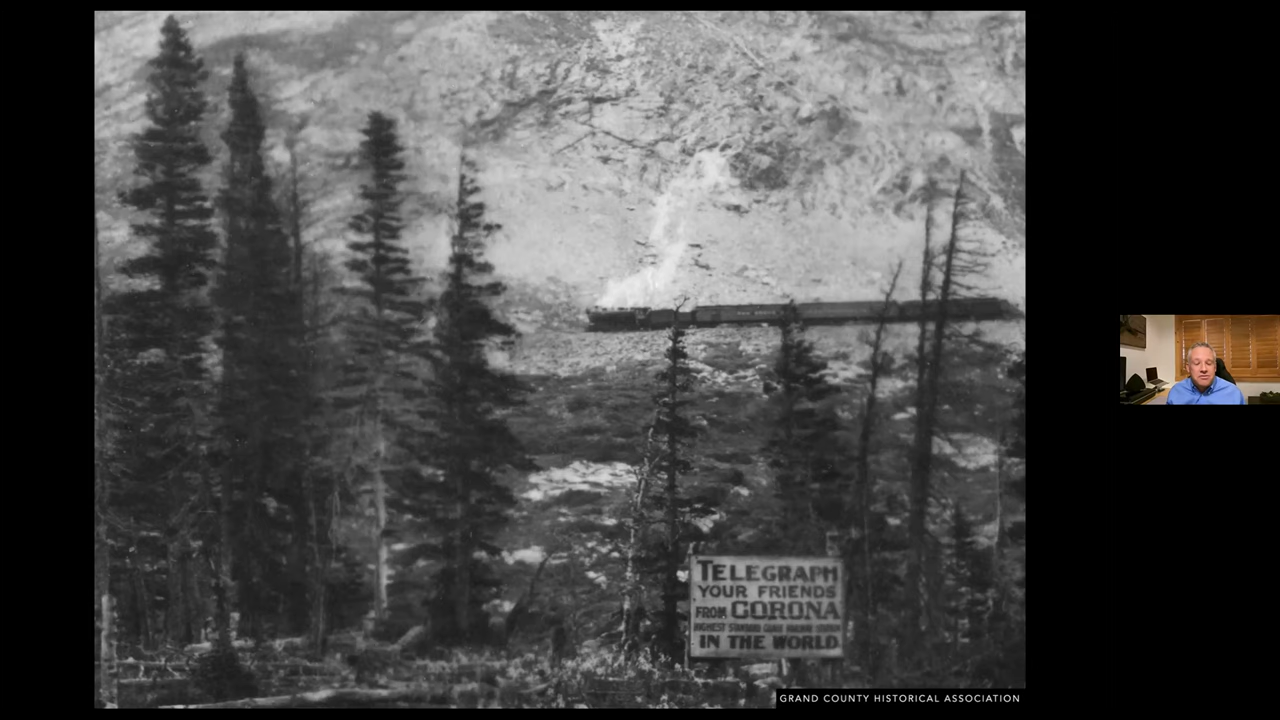 TELEGRAPH
YOUR FRIENDS
FROM CORONA
HIGHEST STANDARD GAUGE RAILROAD STATION
IN THE WORLD
GRAND COUNTY HISTORICAL ASSOCIATION